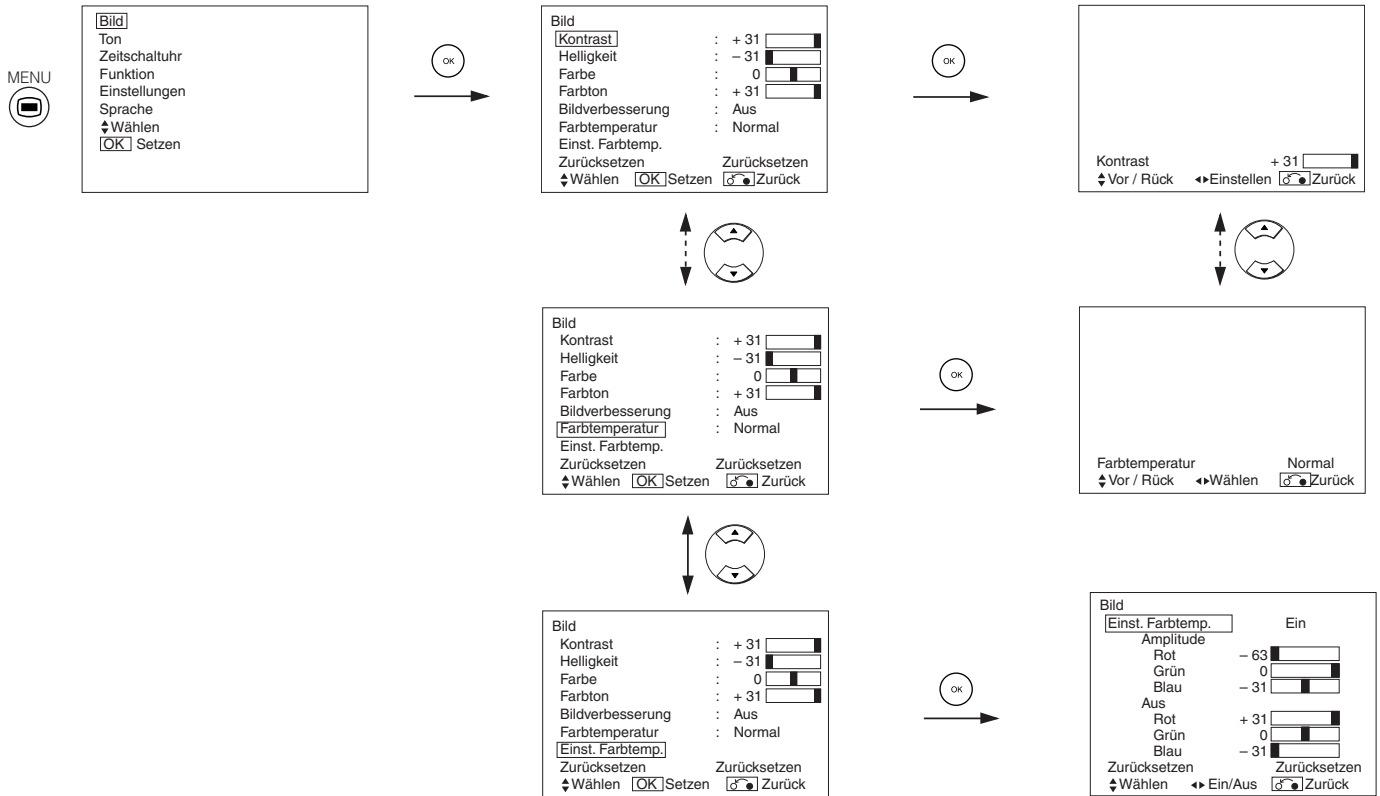 MENU
Bild
Ton
Zeitschaltuhr
Funktion
Einstellungen
Sprache
Wählen
OK Setzen
OK
Bild
Kontrast : + 31
Helligkeit : – 31
Farbe : 0
Farbton : + 31
Bildverbesserung : Aus
Farbtemperatur : Normal
Einst. Farbtemp.
Zurücksetzen Zurücksetzen
Wählen OK Setzen Zurück
OK
Kontrast + 31
Vor / Rück Einstellen Zurück
Bild
Kontrast : + 31
Helligkeit : – 31
Farbe : 0
Farbton : + 31
Bildverbesserung : Aus
Farbtemperatur : Normal
Einst. Farbtemp.
Zurücksetzen Zurücksetzen
Wählen OK Setzen Zurück
OK
Farbtemperatur Normal
Vor / Rück Wählen Zurück
Bild
Kontrast : + 31
Helligkeit : – 31
Farbe : 0
Farbton : + 31
Bildverbesserung : Aus
Farbtemperatur : Normal
Einst. Farbtemp.
Zurücksetzen Zurücksetzen
Wählen OK Setzen Zurück
OK
Bild
Einst. Farbtemp. Ein
Amplitude
Rot – 63
Grün 0
Blau – 31
Aus
Rot + 31
Grün 0
Blau – 31
Zurücksetzen Zurücksetzen
Wählen Ein/Aus Zurück